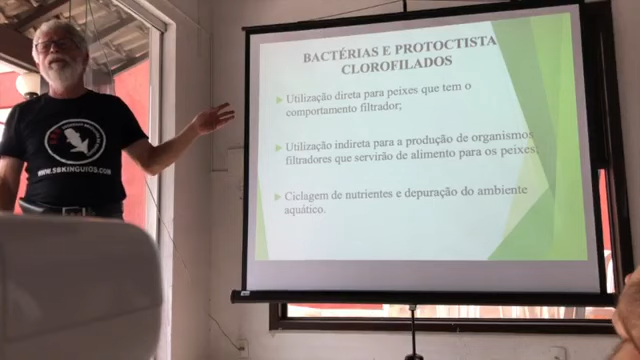 BACTÉRIAS E PROTOCTISTA
CLOROFILADOS
Utilização direta para peixes que tem o
comportamento filtrador;
Utilização indireta para a produção de organismos
filtradores que servirão de alimento para os peixes;
Ciclagem de nutrientes e depuração do ambiente
aquático.
WWW.SBKINGUIOS.COM